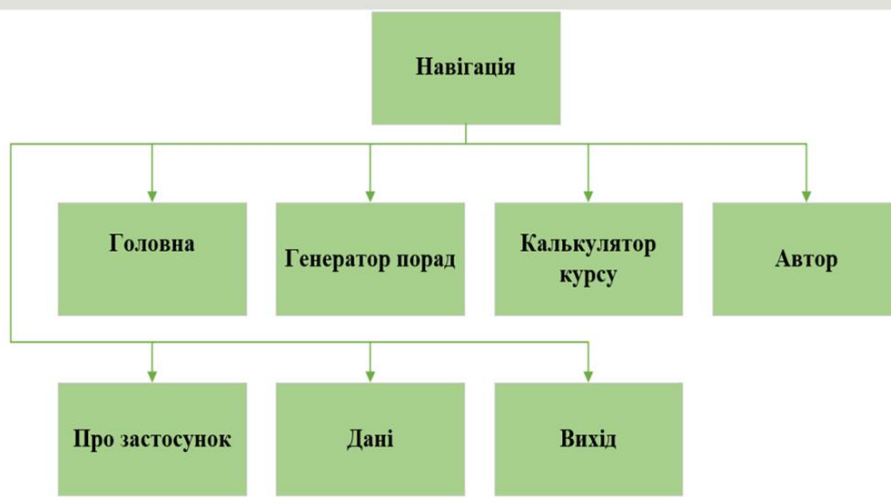 Навігація
Головна
Генератор порад
Калькулятор
курсу
Автор
Про застосунок
Дані
Вихід